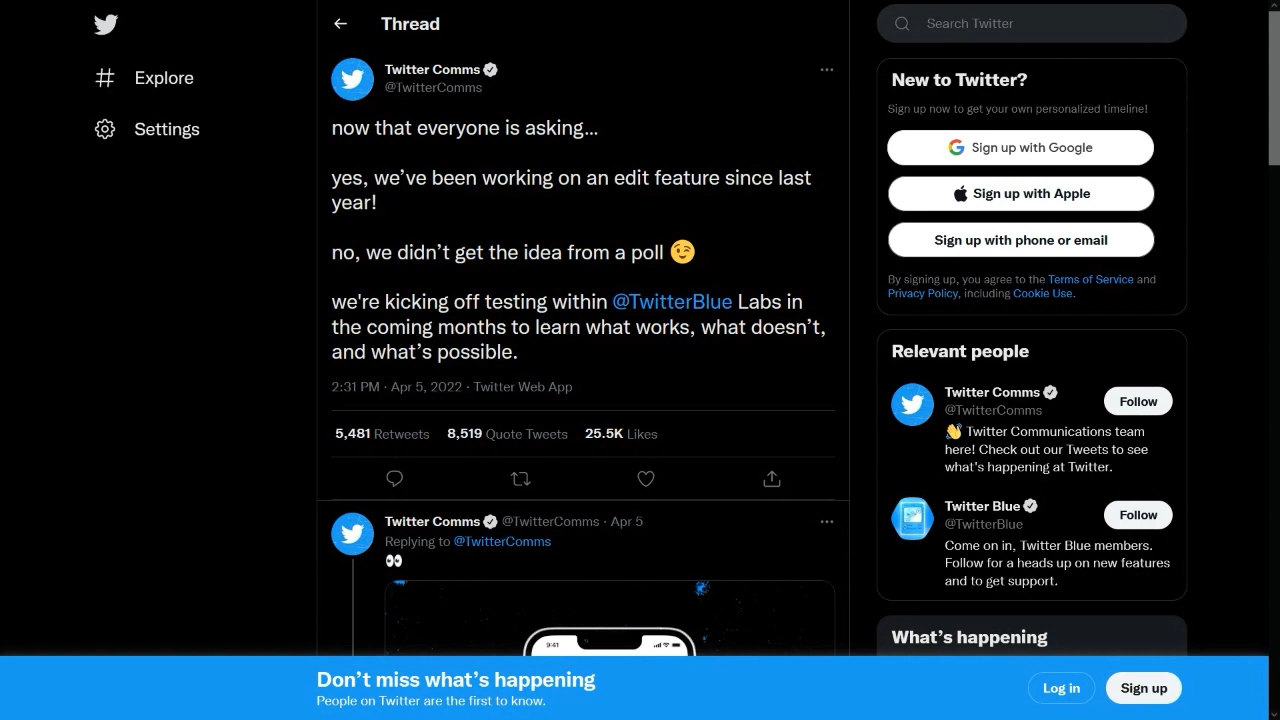 Explore
Settings
Thread
Twitter Comms
@TwitterComms
now that everyone is asking...
yes, we’ve been working on an edit feature since last
year!
no, we didn’t get the idea from a poll 😉
we're kicking off testing within @TwitterBlue Labs in
the coming months to learn what works, what doesn’t,
and what’s possible.
2:31 PM · Apr 5, 2022 · Twitter Web App
5,481 Retweets 8,519 Quote Tweets 25.5K Likes
Twitter Comms @TwitterComms · Apr 5
Replying to @TwitterComms
👀
9:41
Search Twitter
New to Twitter?
Sign up now to get your own personalized timeline!
Sign up with Google
Sign up with Apple
Sign up with phone or email
By signing up, you agree to the Terms of Service and
Privacy Policy, including Cookie Use.
Relevant people
Twitter Comms
@TwitterComms
Follow
👋 Twitter Communications team
here! Check out our Tweets to see
what's happening at Twitter.
Twitter Blue
@TwitterBlue
Follow
Come on in, Twitter Blue members.
Follow for a heads up on new features
and to get support.
What’s happening
Don’t miss what’s happening
People on Twitter are the first to know.
Log in
Sign up